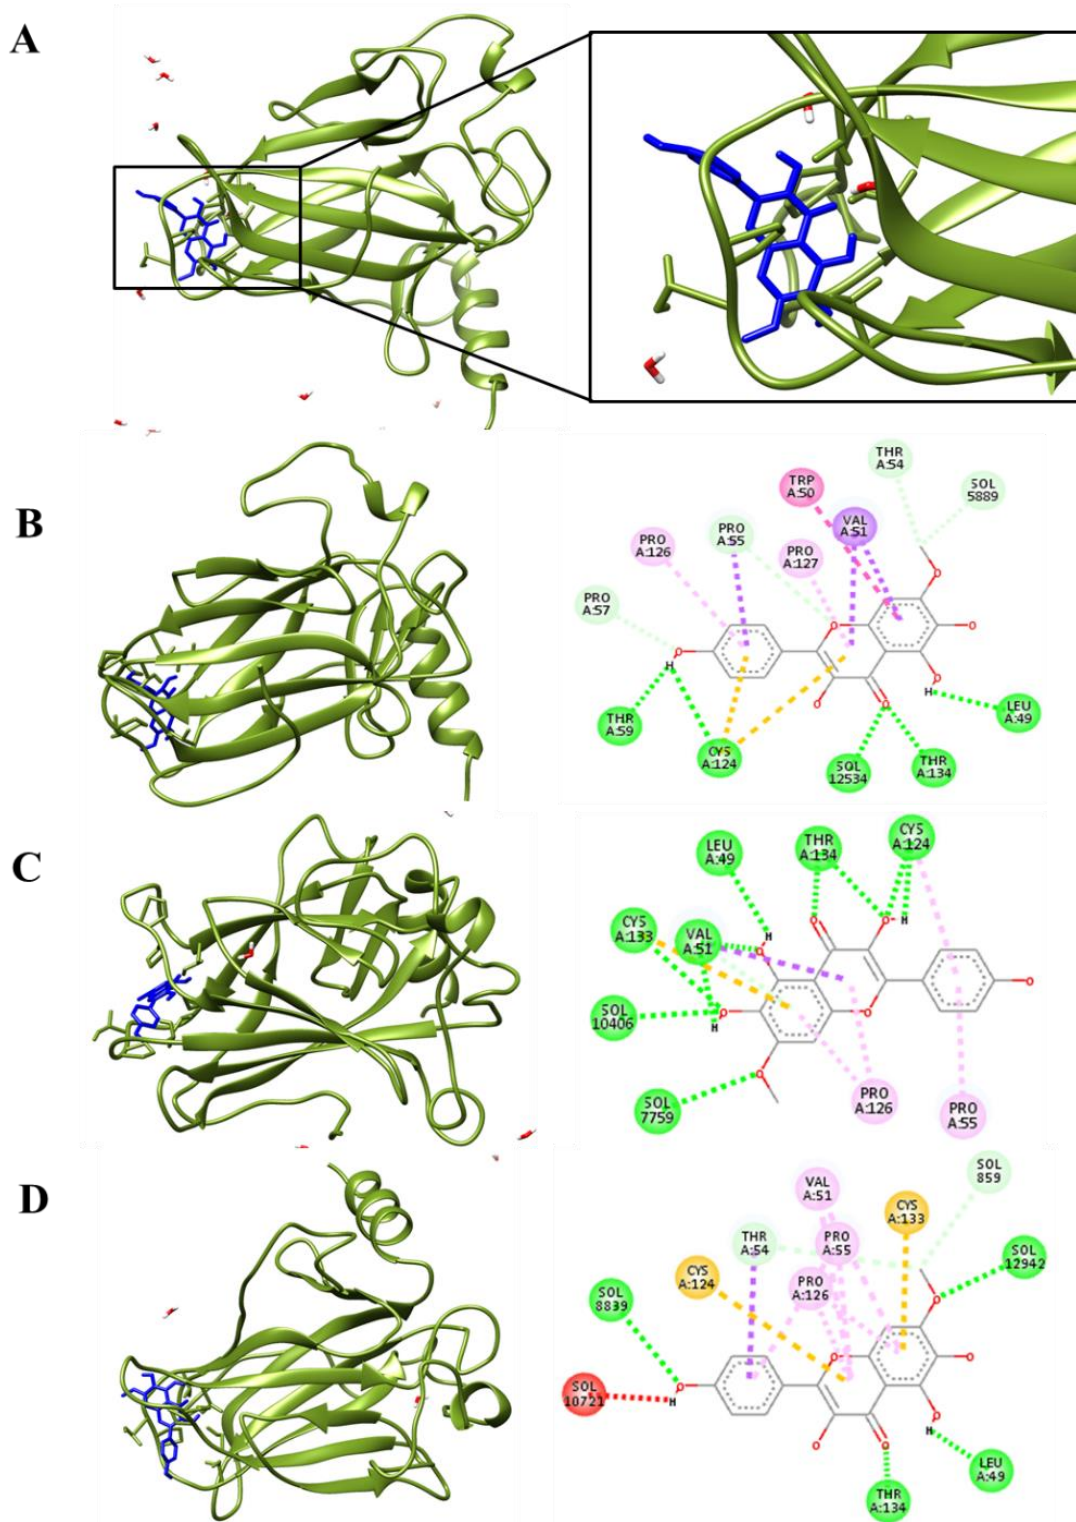 A
B
THR
A:54
TRP
A:50
SOL
5889
VAL
A:51
PRO
A:55
PRO
A:126
PRO
A:127
PRO
A:57
O
O
O
O
H
O
O
O
H
THR
A:59
CYS
A:124
SOL
12534
THR
A:134
LEU
A:49
C
LEU
A:49
THR
A:134
CYS
A:124
CYS
A:133
VAL
A:51
H
O
O
O
H
O
O
H
O
O
SOL
10406
SOL
7759
PRO
A:126
PRO
A:55
D
VAL
A:51
SOL
859
CYS
A:133
THR
A:54
PRO
A:55
SOL
12942
CYS
A:124
PRO
A:126
SOL
8839
O
O
O
O
SOL
10721
H
O
O
O
H
LEU
A:49
THR
A:134